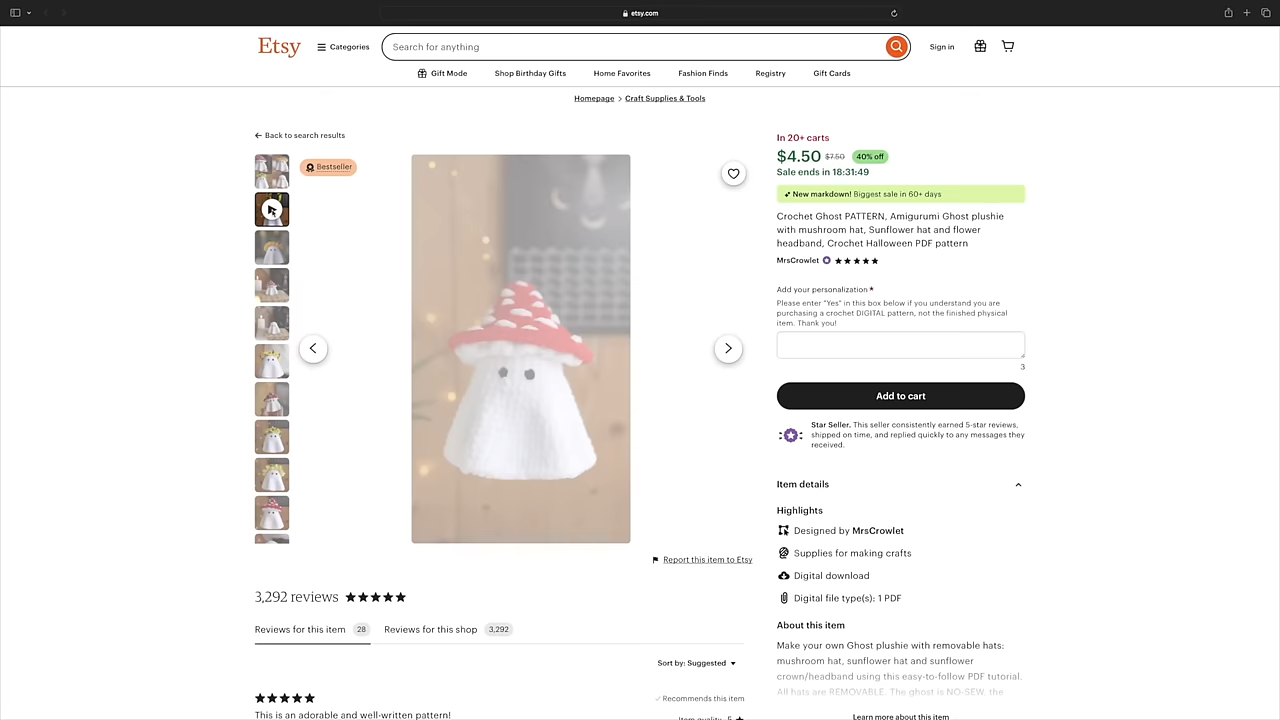 etsy.com
Etsy
Categories
Search for anything
Sign in
Gift Mode
Shop Birthday Gifts
Home Favorites
Fashion Finds
Registry
Gift Cards
Homepage > Craft Supplies & Tools
← Back to search results
Bestseller
In 20+ carts
$4.50 $7.50 40% off
Sale ends in 18:31:49
New markdown! Biggest sale in 60+ days
Crochet Ghost PATTERN, Amigurumi Ghost plushie
with mushroom hat, Sunflower hat and flower
headband, Crochet Halloween PDF pattern
MrsCrowlet ★★★★★
Add your personalization *
Please enter "Yes" in this box below if you understand you are
purchasing a crochet DIGITAL pattern, not the finished physical
item. Thank you!
3
Add to cart
Star Seller. This seller consistently earned 5-star reviews,
shipped on time, and replied quickly to any messages they
received.
Item details
Highlights
Designed by MrsCrowlet
Supplies for making crafts
Digital download
Digital file type(s): 1 PDF
About this item
Make your own Ghost plushie with removable hats:
mushroom hat, sunflower hat and sunflower
crown/headband using this easy-to-follow PDF tutorial.
All hats are REMOVABLE. The ghost is NO-SEW, the
Learn more about this item
Report this item to Etsy
3,292 reviews ★★★★★
Reviews for this item 28
Reviews for this shop 3,292
Sort by: Suggested
★★★★★
✓ Recommends this item
This is an adorable and well-written pattern!
Item quality 5 ★